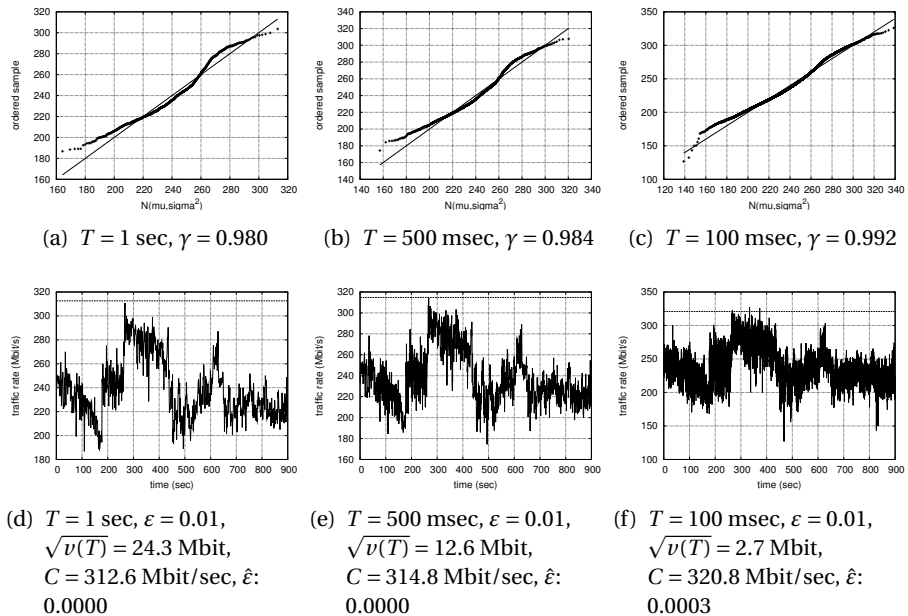 320
300
280
260
240
220
200
180
160
ordered sample
160 180 200 220 240 260 280 300 320
N(mu,sigma²)
(a) T = 1 sec, γ = 0.980
340
320
300
280
260
240
220
200
180
160
140
ordered sample
140 160 180 200 220 240 260 280 300 320 340
N(mu,sigma²)
(b) T = 500 msec, γ = 0.984
350
300
250
200
150
100
ordered sample
120 140 160 180 200 220 240 260 280 300 320 340
N(mu,sigma²)
(c) T = 100 msec, γ = 0.992
320
300
280
260
240
220
200
180
traffic rate (Mbit/s)
0 100 200 300 400 500 600 700 800 900
time (sec)
(d) T = 1 sec, ε = 0.01,
√v(T) = 24.3 Mbit,
C = 312.6 Mbit/sec, ε̂:
0.0000
320
300
280
260
240
220
200
180
160
traffic rate (Mbit/s)
0 100 200 300 400 500 600 700 800 900
time (sec)
(e) T = 500 msec, ε = 0.01,
√v(T) = 12.6 Mbit,
C = 314.8 Mbit/sec, ε̂:
0.0000
350
300
250
200
150
100
traffic rate (Mbit/s)
0 100 200 300 400 500 600 700 800 900
time (sec)
(f) T = 100 msec, ε = 0.01,
√v(T) = 2.7 Mbit,
C = 320.8 Mbit/sec, ε̂:
0.0003